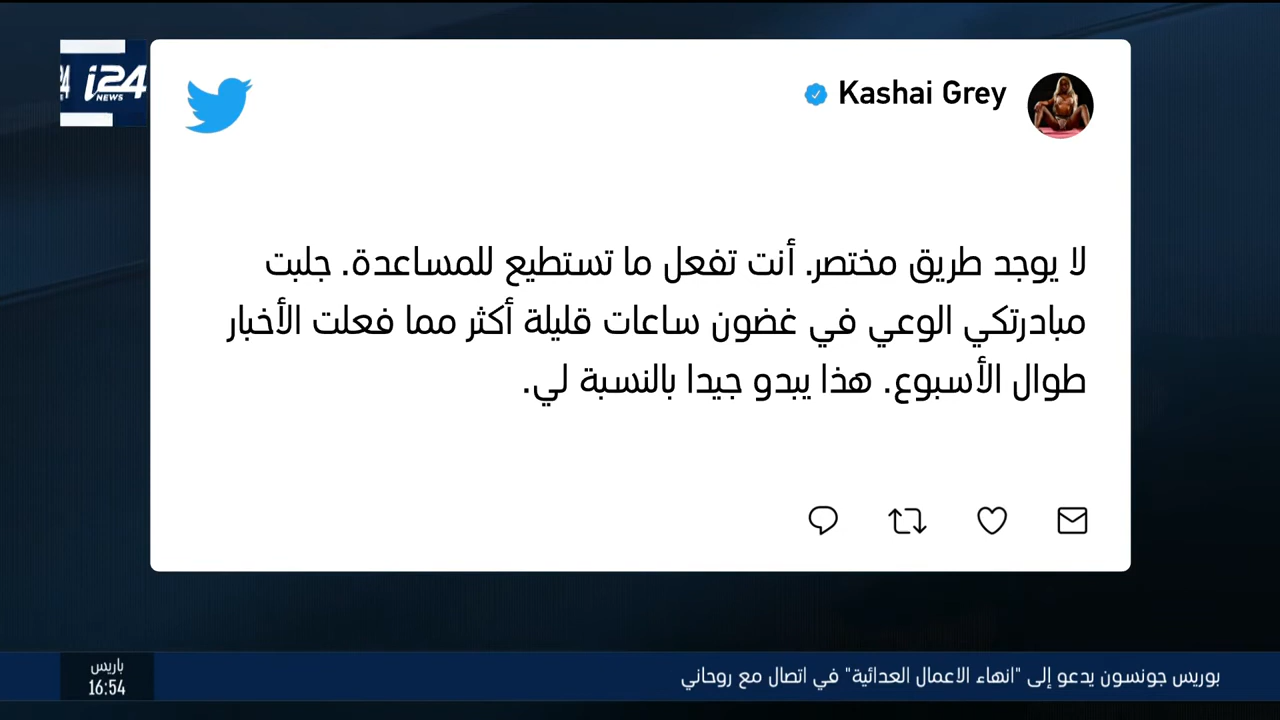 i24
NEWS
Kashai Grey
لا يوجد طريق مختصر. أنت تفعل ما تستطيع للمساعدة. جلبت
مبادرتكي الوعي في غضون ساعات قليلة أكثر مما فعلت الأخبار
طوال الأسبوع. هذا يبدو جيدا بالنسبة لي.
باريس
16:54
بوريس جونسون يدعو إلى "انهاء الاعمال العدائية" في اتصال مع روحاني